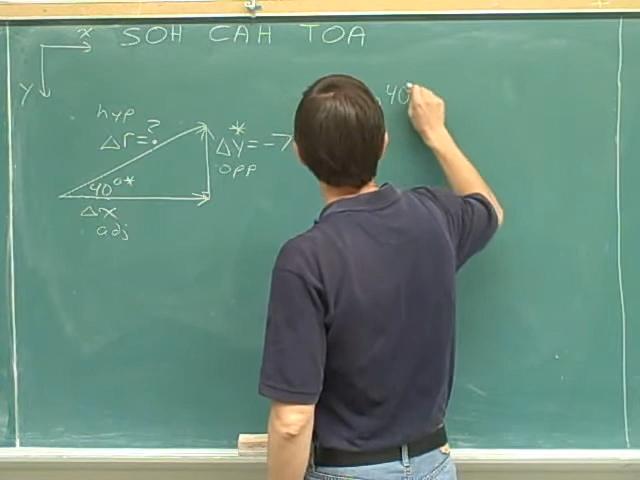 x
SOH CAH TOA
y
hyp
Δr=?
*
Δy=-7
opp
40°*
Δx
adj
40